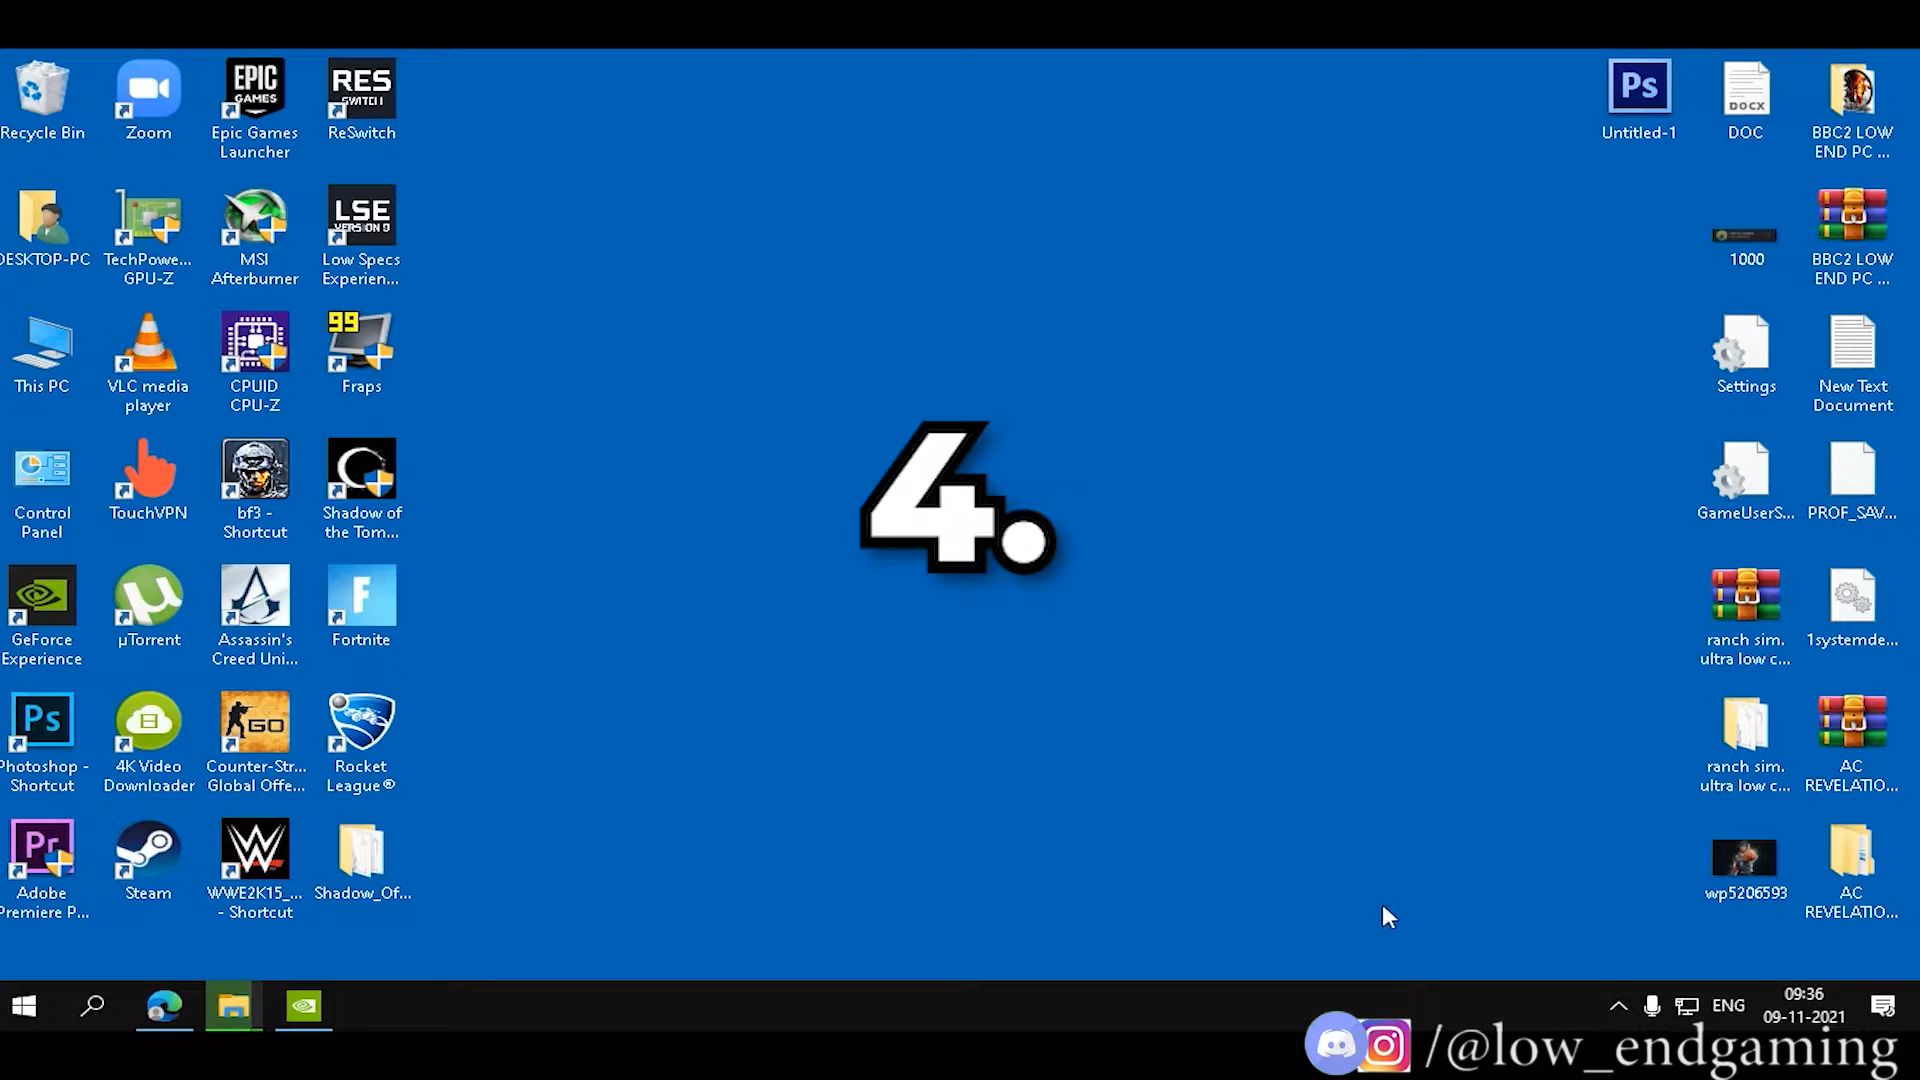 Recycle Bin
Zoom
EPIC
GAMES
Epic Games
Launcher
RES
SWITCH
ReSwitch
Ps
Untitled-1
DOCX
DOC
BBC2 LOW
END PC ...
DESKTOP-PC
TechPowe...
GPU-Z
MSI
Afterburner
LSE
VERSION 9
Low Specs
Experien...
1000
BBC2 LOW
END PC ...
This PC
VLC media
player
CPUID
CPU-Z
99
Fraps
Settings
New Text
Document
4.
Control
Panel
TouchVPN
bf3 -
Shortcut
Shadow of
the Tom...
GameUserS...
PROF_SAV...
GeForce
Experience
µ
µTorrent
Assassin's
Creed Uni...
F
Fortnite
ranch sim.
ultra low c...
1systemde...
Ps
Photoshop -
Shortcut
4K Video
Downloader
GO
Counter-Str...
Global Offe...
Rocket
League®
ranch sim.
ultra low c...
AC
REVELATIO...
Pr
Adobe
Premiere P...
Steam
W
WWE2K15_...
- Shortcut
Shadow_Of...
wp5206593
AC
REVELATIO...
ENG
09:36
09-11-2021
/@low_endgaming